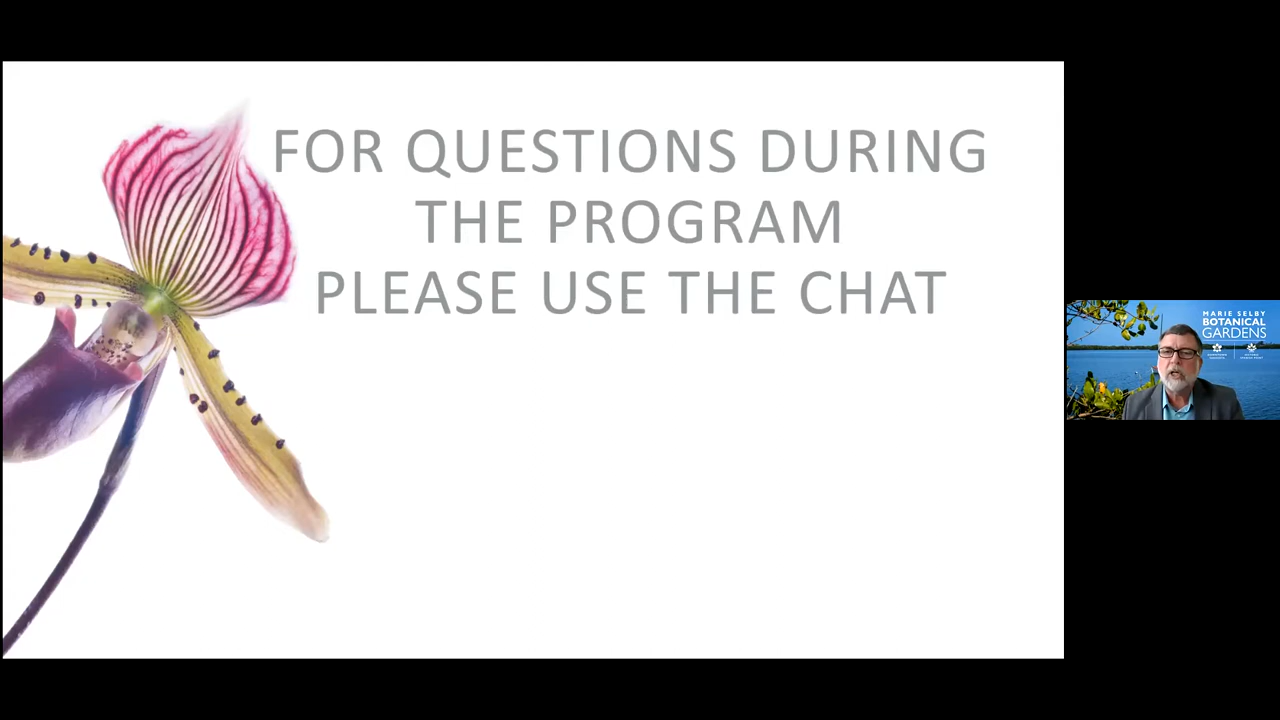 FOR QUESTIONS DURING
THE PROGRAM
PLEASE USE THE CHAT
MARIE SELBY
BOTANICAL
GARDENS